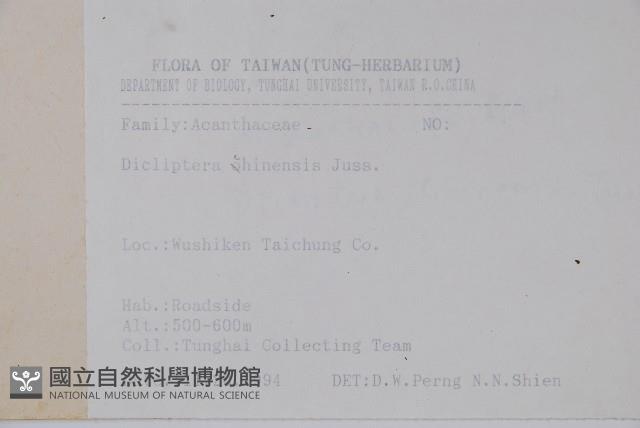 FLORA OF TAIWAN(TUNG-HERBARIUM)
DEPARTMENT OF BIOLOGY, TUNGHAI UNIVERSITY, TAIWAN R.O.CHINA
Family:Acanthaceae NO:
Dicliptera Shinensis Juss.
Loc.:Wushiken Taichung Co.
Hab.:Roadside
Alt.:500-600m
Coll.:Tunghai Collecting Team
94 DET:D.W.Perng N.N.Shien
國立自然科學博物館
NATIONAL MUSEUM OF NATURAL SCIENCE